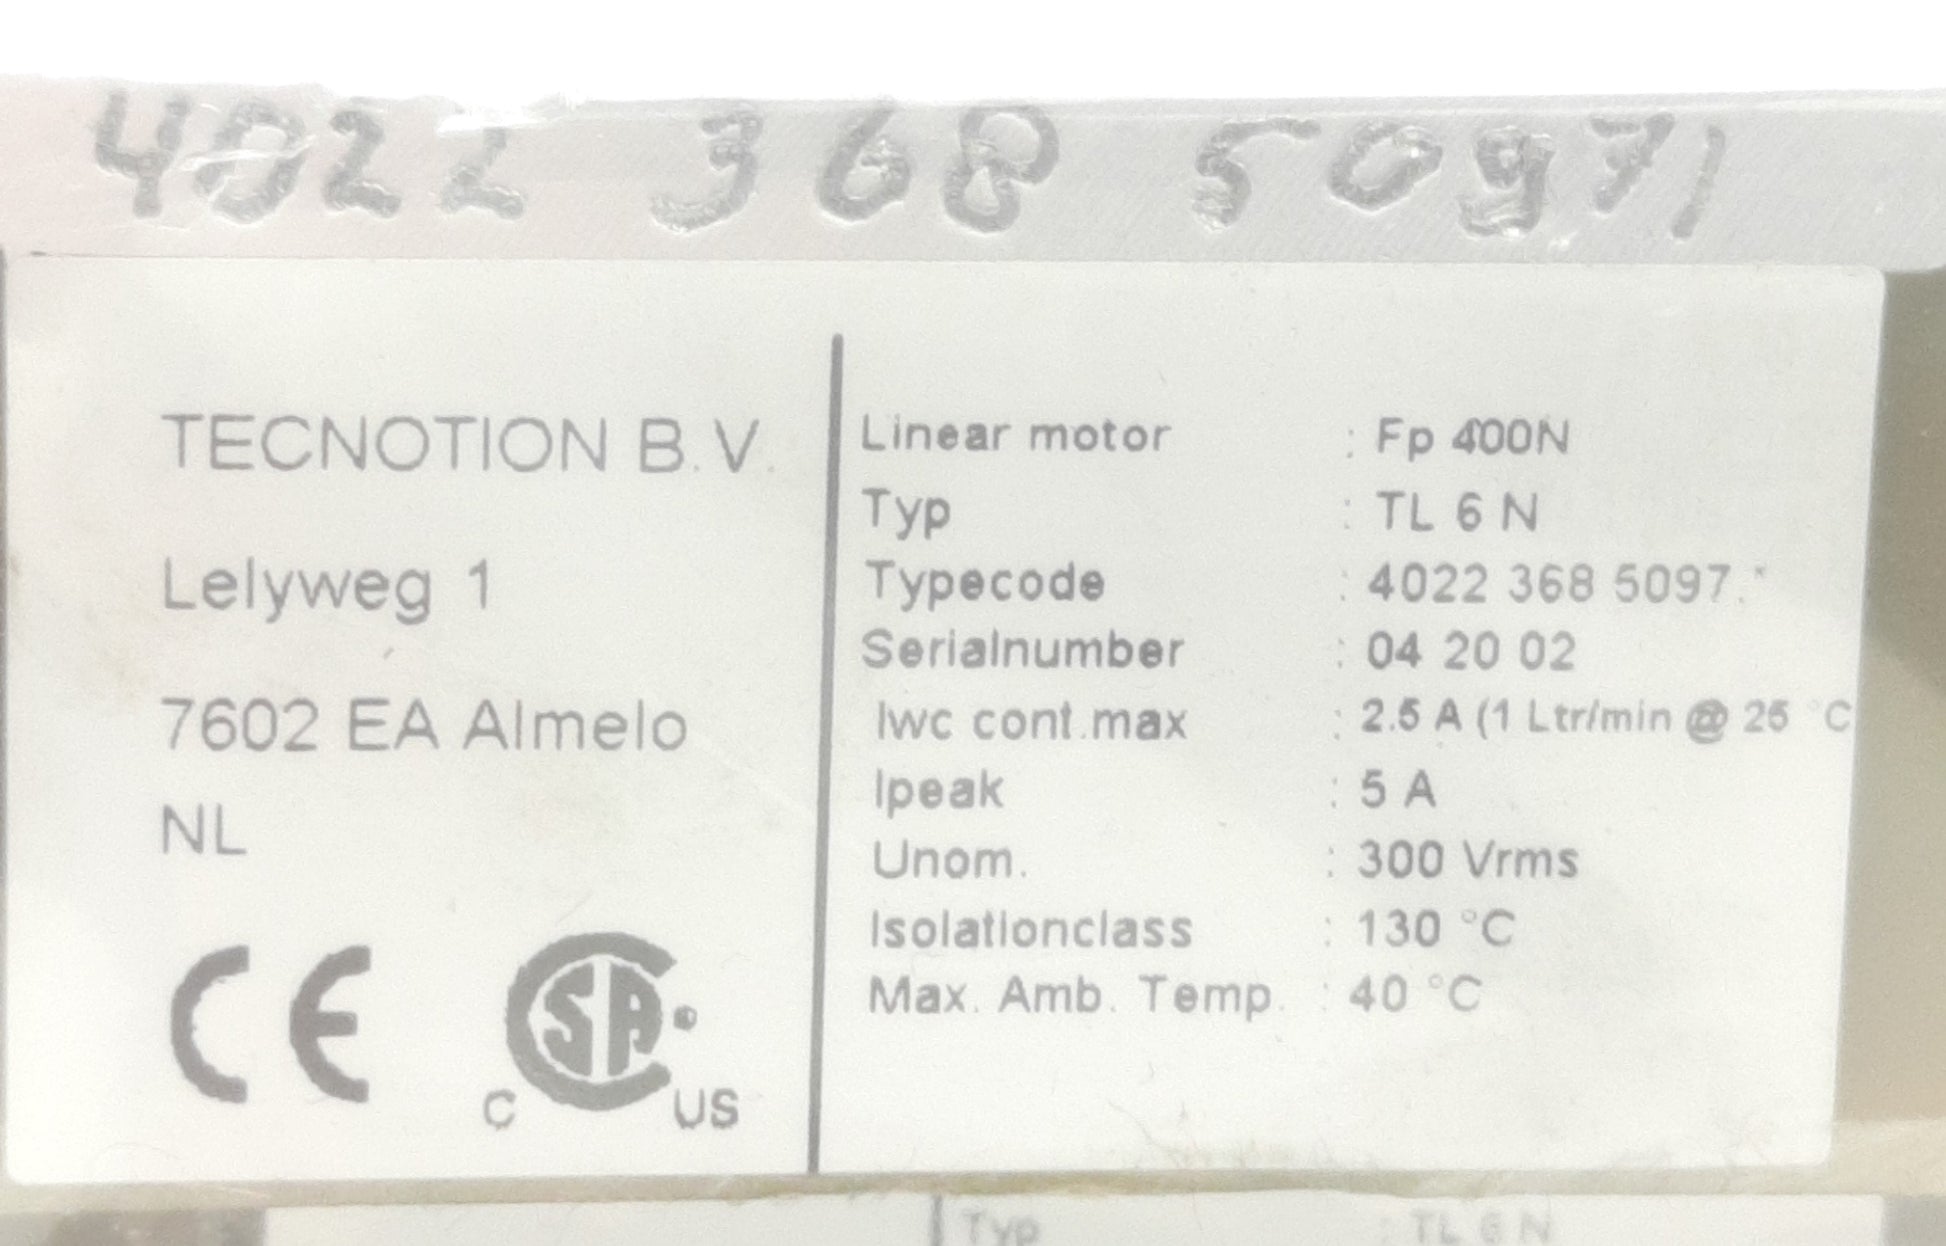 4022 368 50971
TECNOTION B.V.
Lelyweg 1
7602 EA Almelo
NL
CE
C SA US
Linear motor : Fp 400N
Typ : TL 6 N
Typecode : 4022 368 5097.*
Serialnumber : 04 20 02
Iwc cont.max : 2.5 A (1 Ltr/min @ 25 °C
Ipeak : 5 A
Unom. : 300 Vrms
Isolationclass : 130 °C
Max. Amb. Temp. : 40 °C
Typ : TL 6 N